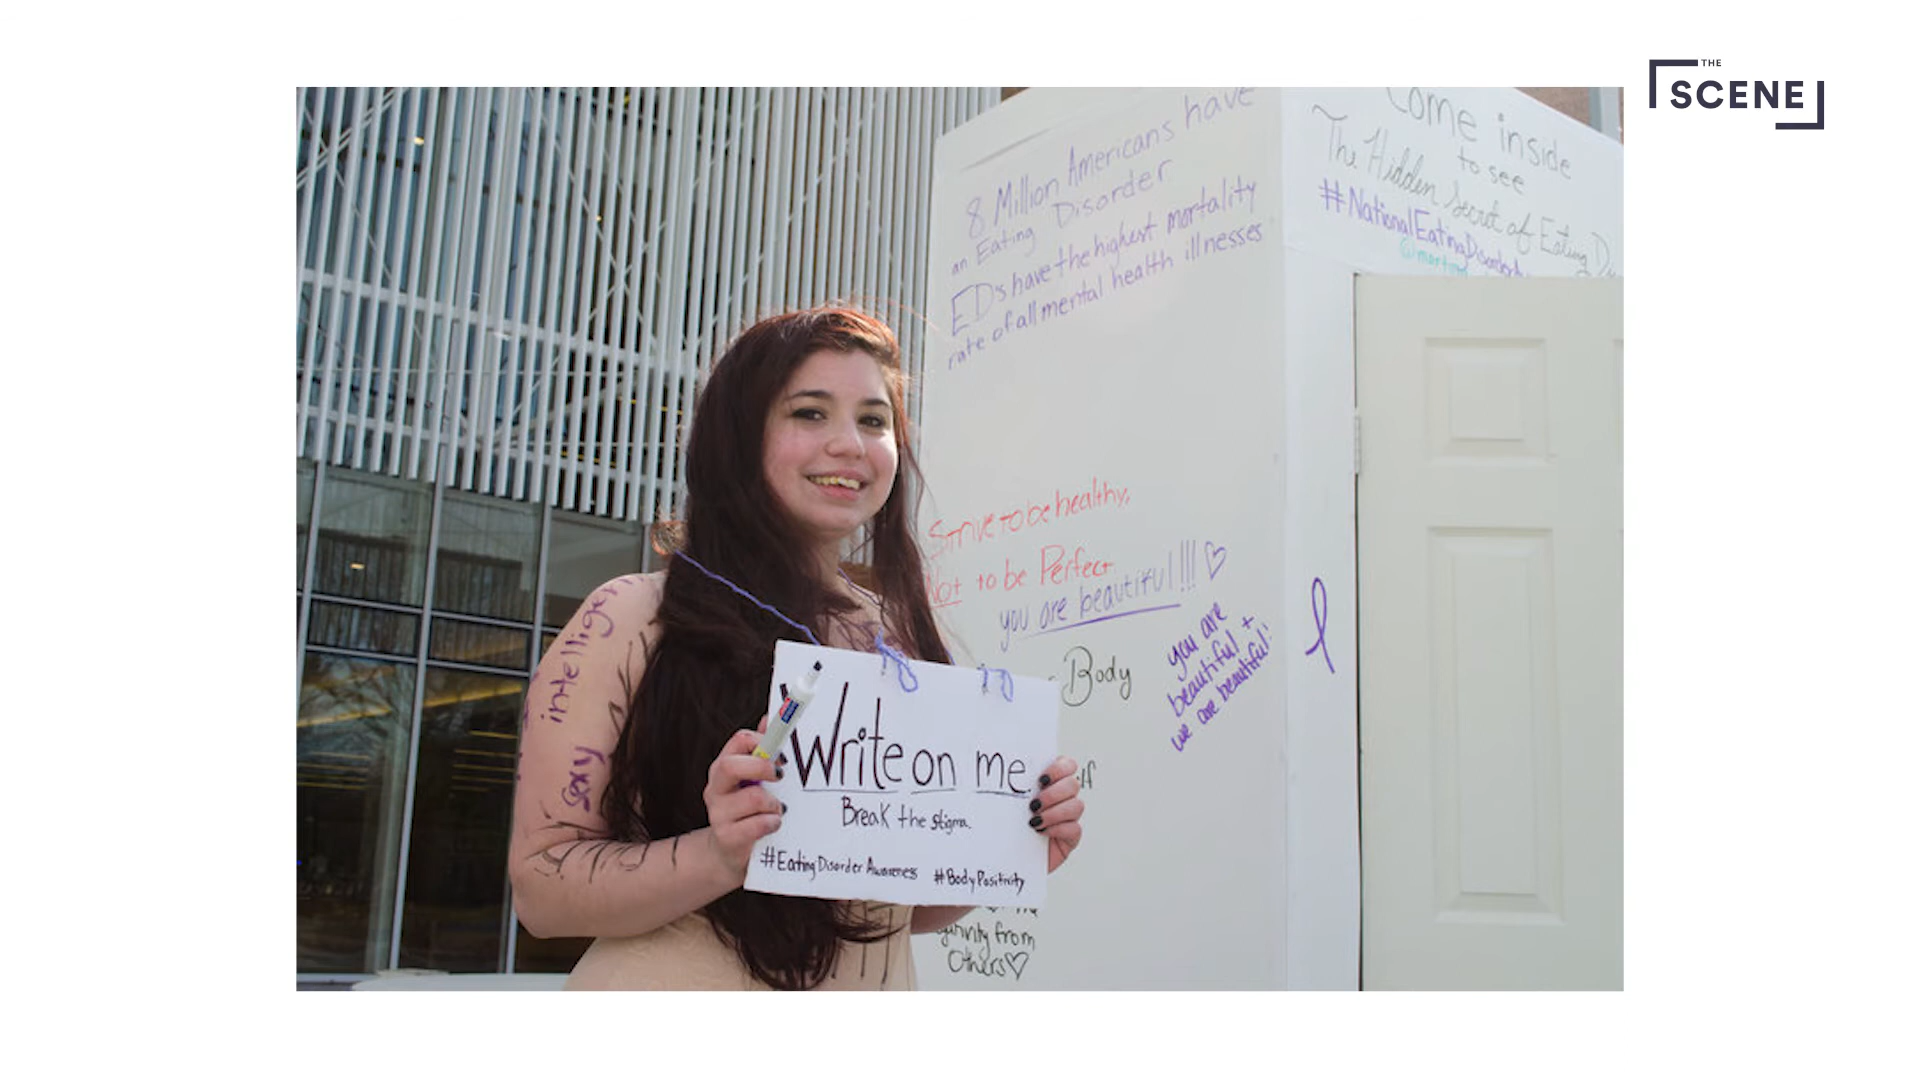 THE
SCENE
8 Million Americans have
an Eating Disorder
EDs have the highest mortality
rate of all mental health illnesses
Come inside
to see
The Hidden Secret of Eating
#NationalEatingDisorder
Strive to be healthy,
Not to be Perfect
you are beautiful!!!
Body
you are
beautiful +
we are beautiful!
intelligent
sexy
Write on me
Break the stigma.
#EatingDisorderAwareness #BodyPositivity
from
Others